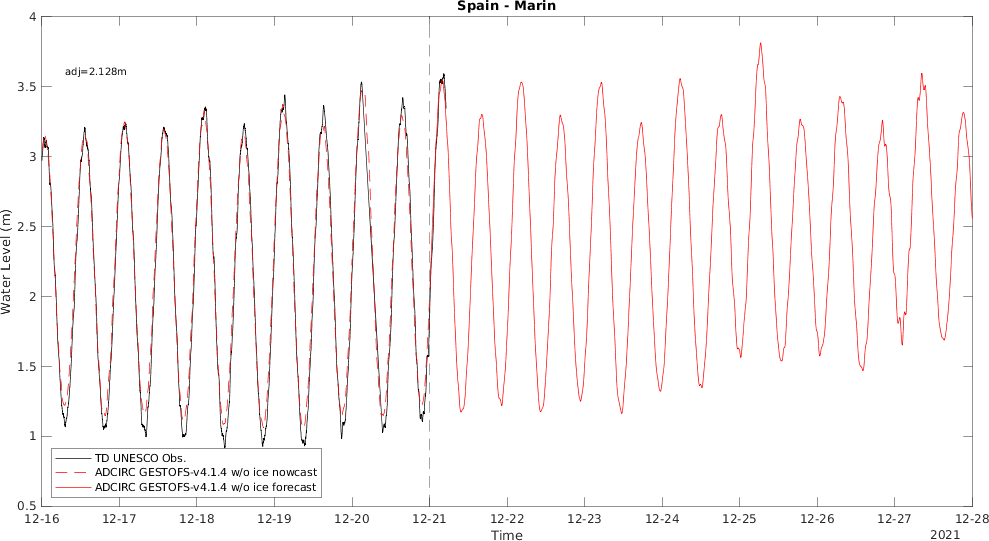 Spain - Marin
4
3.5
3
2.5
2
1.5
1
0.5
Water Level (m)
adj=2.128m
TD UNESCO Obs.
ADCIRC GESTOFS-v4.1.4 w/o ice nowcast
ADCIRC GESTOFS-v4.1.4 w/o ice forecast
12-16 12-17 12-18 12-19 12-20 12-21 12-22 12-23 12-24 12-25 12-26 12-27 12-28
Time
2021